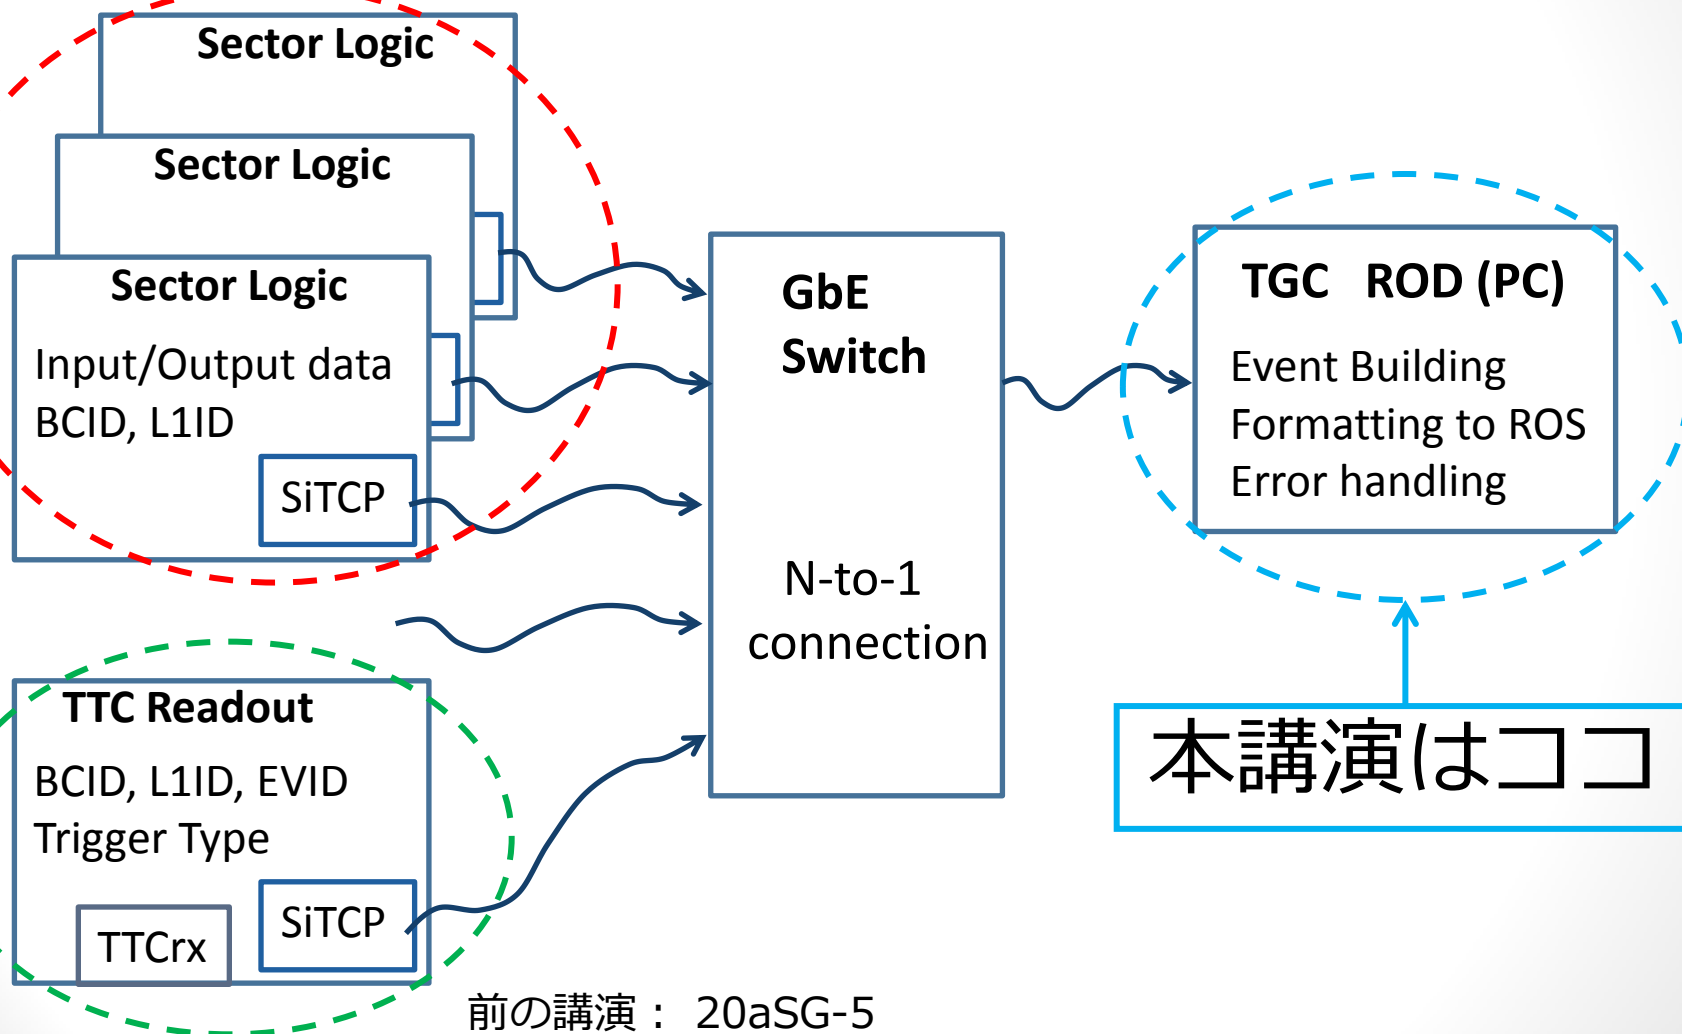 Sector Logic
Sector Logic
Sector Logic
Input/Output data
BCID, L1ID
SiTCP
TTC Readout
BCID, L1ID, EVID
Trigger Type
TTCrx
SiTCP
GbE
Switch
N-to-1
connection
TGC ROD (PC)
Event Building
Formatting to ROS
Error handling
本講演はココ
前の講演： 20aSG-5